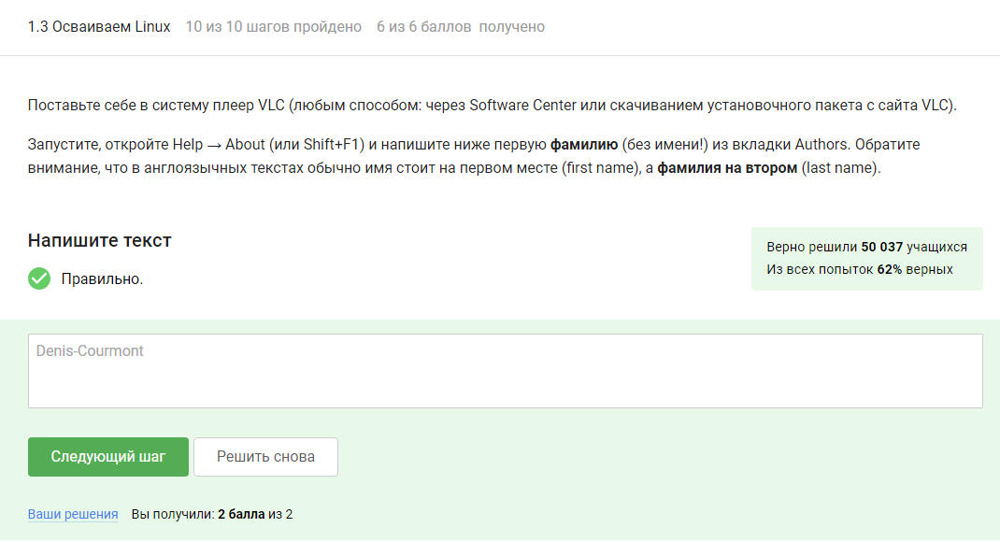 1.3 Осваиваем Linux 10 из 10 шагов пройдено 6 из 6 баллов получено
Поставьте себе в систему плеер VLC (любым способом: через Software Center или скачиванием установочного пакета с сайта VLC).
Запустите, откройте Help → About (или Shift+F1) и напишите ниже первую фамилию (без имени!) из вкладки Authors. Обратите
внимание, что в англоязычных текстах обычно имя стоит на первом месте (first name), а фамилия на втором (last name).
Напишите текст
Верно решили 50 037 учащихся
Из всех попыток 62% верных
Правильно.
Denis-Courmont
Следующий шаг
Решить снова
Ваши решения Вы получили: 2 балла из 2